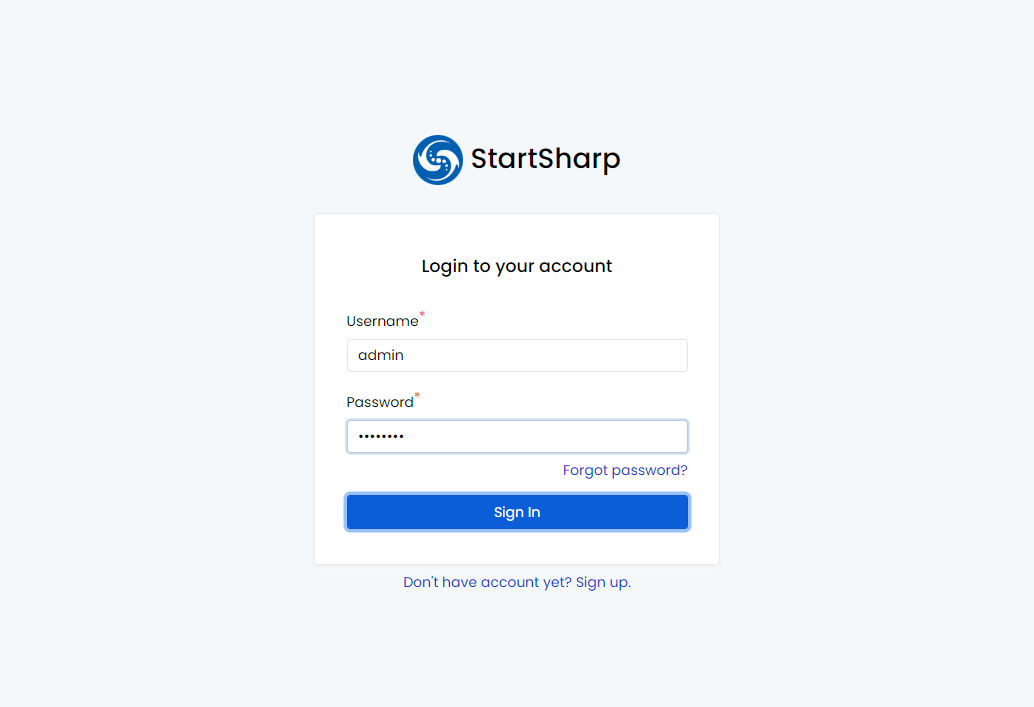 StartSharp
Login to your account
Username*
admin
Password*
••••••••
Forgot password?
Sign In
Don't have account yet? Sign up.